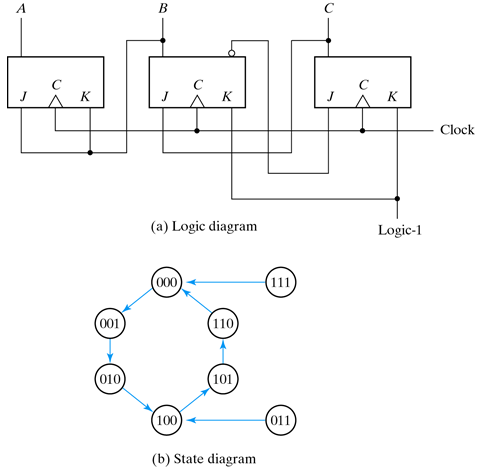 A B C
J C K J C K J C K
Clock
Logic-1
(a) Logic diagram
000 111
001 110
010 101
100 011
(b) State diagram